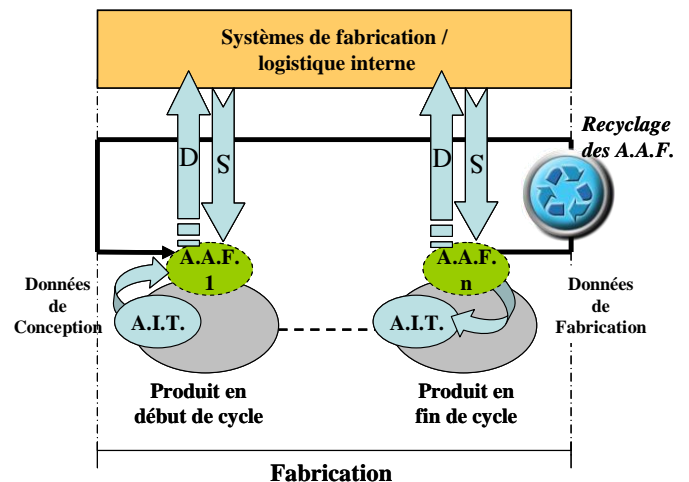 Systèmes de fabrication /
logistique interne
Recyclage
des A.A.F.
D
S
D
S
A.A.F.
1
A.A.F.
n
Données
de
Conception
A.I.T.
A.I.T.
Données
de
Fabrication
Produit en
début de cycle
Produit en
fin de cycle
Fabrication